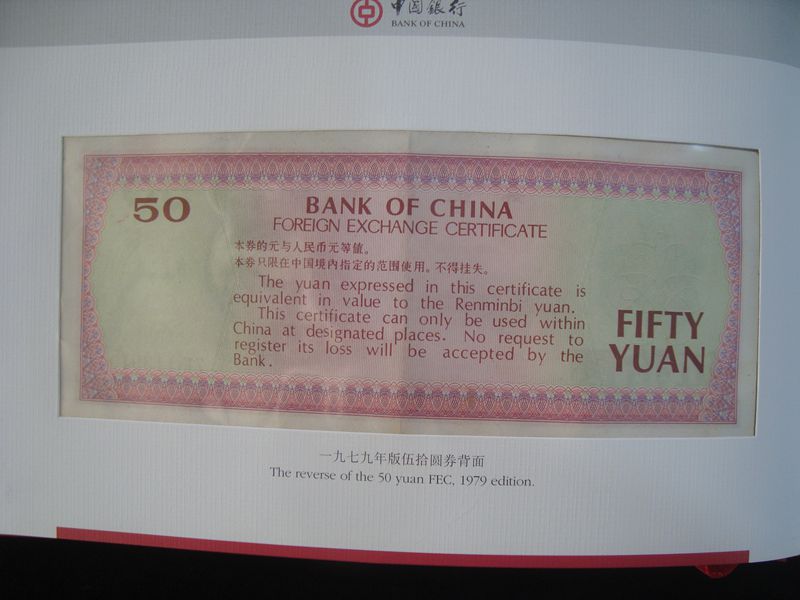 中国银行
BANK OF CHINA
50
BANK OF CHINA
FOREIGN EXCHANGE CERTIFICATE
本券的元与人民币元等值。
本券只限在中国境内指定的范围使用。不得挂失。
The yuan expressed in this certificate is
equivalent in value to the Renminbi yuan.
This certificate can only be used within
China at designated places. No request to
register its loss will be accepted by the
Bank.
FIFTY
YUAN
一九七九年版伍拾圆券背面
The reverse of the 50 yuan FEC, 1979 edition.